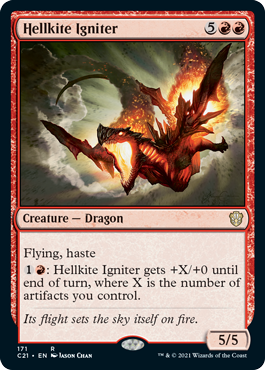 Hellkite Igniter 5
Creature — Dragon
Flying, haste
1 : Hellkite Igniter gets +X/+0 until
end of turn, where X is the number of
artifacts you control.
Its flight sets the sky itself on fire.
5/5
171 R
C21 • EN Jason Chan
™ & © 2021 Wizards of the Coast